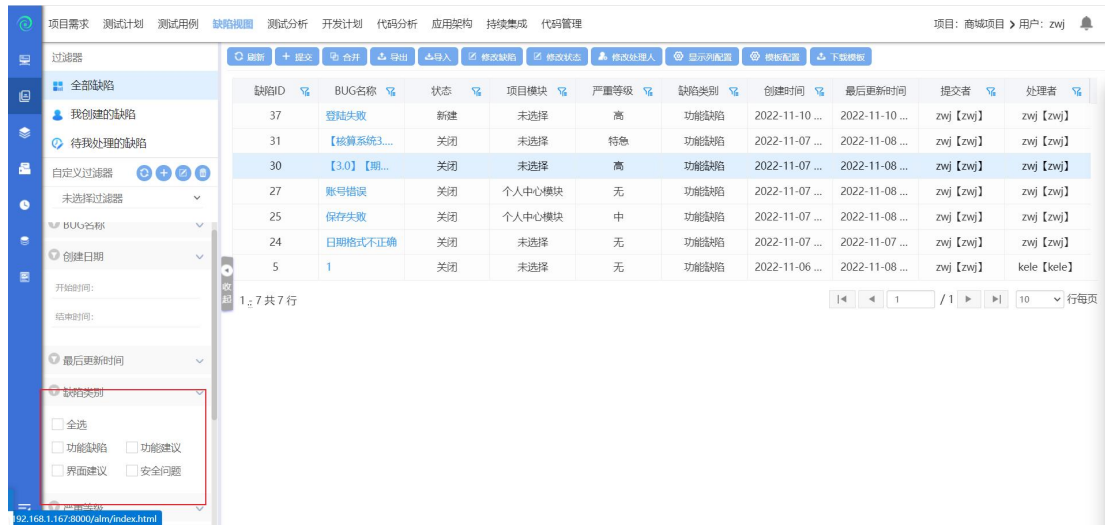 项目需求 测试计划 测试用例 缺陷视图 测试分析 开发计划 代码分析 应用架构 持续集成 代码管理 项目：商城项目 用户：zwj
过滤器
全部缺陷
我创建的缺陷
待我处理的缺陷
自定义过滤器
未选择过滤器
BUG名称
创建日期
开始时间:
结束时间:
最后更新时间
缺陷类别
全选
功能缺陷 功能建议
界面建议 安全问题
严重等级
192.168.1.167:8000/alm/index.html
收起
刷新 提交 合并 导出 导入 修改缺陷 修改状态 修改处理人 显示列配置 模板配置 下载模板
缺陷ID BUG名称 状态 项目模块 严重等级 缺陷类别 创建时间 最后更新时间 提交者 处理者
37 登陆失败 新建 未选择 高 功能缺陷 2022-11-10 ... 2022-11-10 ... zwj【zwj】 zwj【zwj】
31 【核算系统3.... 关闭 未选择 特急 功能缺陷 2022-11-07 ... 2022-11-08 ... zwj【zwj】 zwj【zwj】
30 【3.0】【期... 关闭 未选择 高 功能缺陷 2022-11-07 ... 2022-11-08 ... zwj【zwj】 zwj【zwj】
27 账号错误 关闭 个人中心模块 无 功能缺陷 2022-11-07 ... 2022-11-08 ... zwj【zwj】 zwj【zwj】
25 保存失败 关闭 个人中心模块 中 功能缺陷 2022-11-07 ... 2022-11-08 ... zwj【zwj】 zwj【zwj】
24 日期格式不正确 关闭 未选择 无 功能缺陷 2022-11-07 ... 2022-11-07 ... zwj【zwj】 zwj【zwj】
5 1 关闭 未选择 无 功能缺陷 2022-11-06 ... 2022-11-08 ... zwj【zwj】 kele【kele】
1 - 7 共 7 行 1 / 1 10 行每页